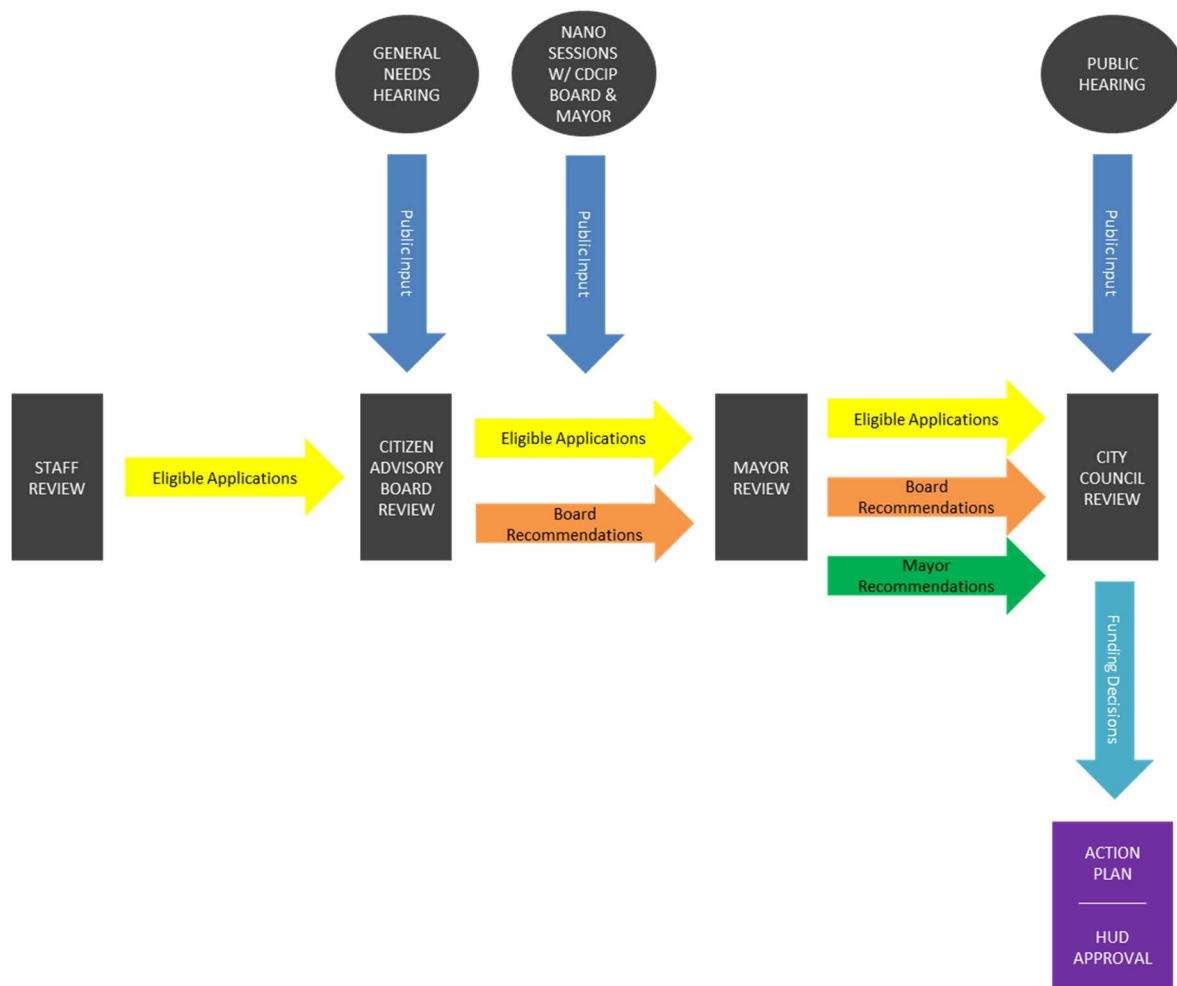 GENERAL
NEEDS
HEARING
NANO
SESSIONS
W/ CDCIP
BOARD &
MAYOR
PUBLIC
HEARING
Public Input
Public Input
Public Input
STAFF
REVIEW
Eligible Applications
CITIZEN
ADVISORY
BOARD
REVIEW
Eligible Applications
Board
Recommendations
MAYOR
REVIEW
Eligible Applications
Board
Recommendations
Mayor
Recommendations
CITY
COUNCIL
REVIEW
Funding Decisions
ACTION
PLAN
HUD
APPROVAL